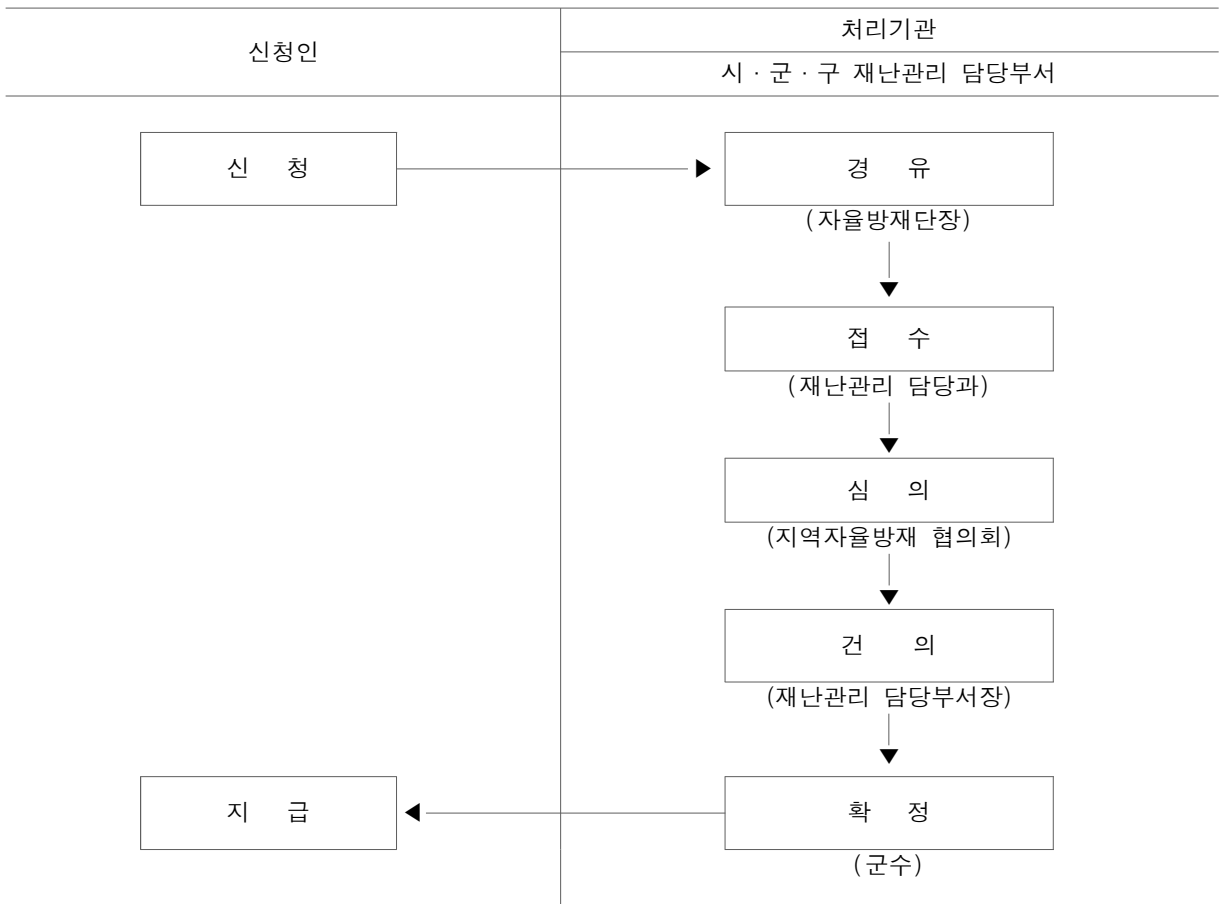 신청인
처리기관
시 · 군 · 구 재난관리 담당부서
신 청
경 유
(자율방재단장)
접 수
(재난관리 담당과)
심 의
(지역자율방재 협의회)
건 의
(재난관리 담당부서장)
지 급
확 정
(군수)